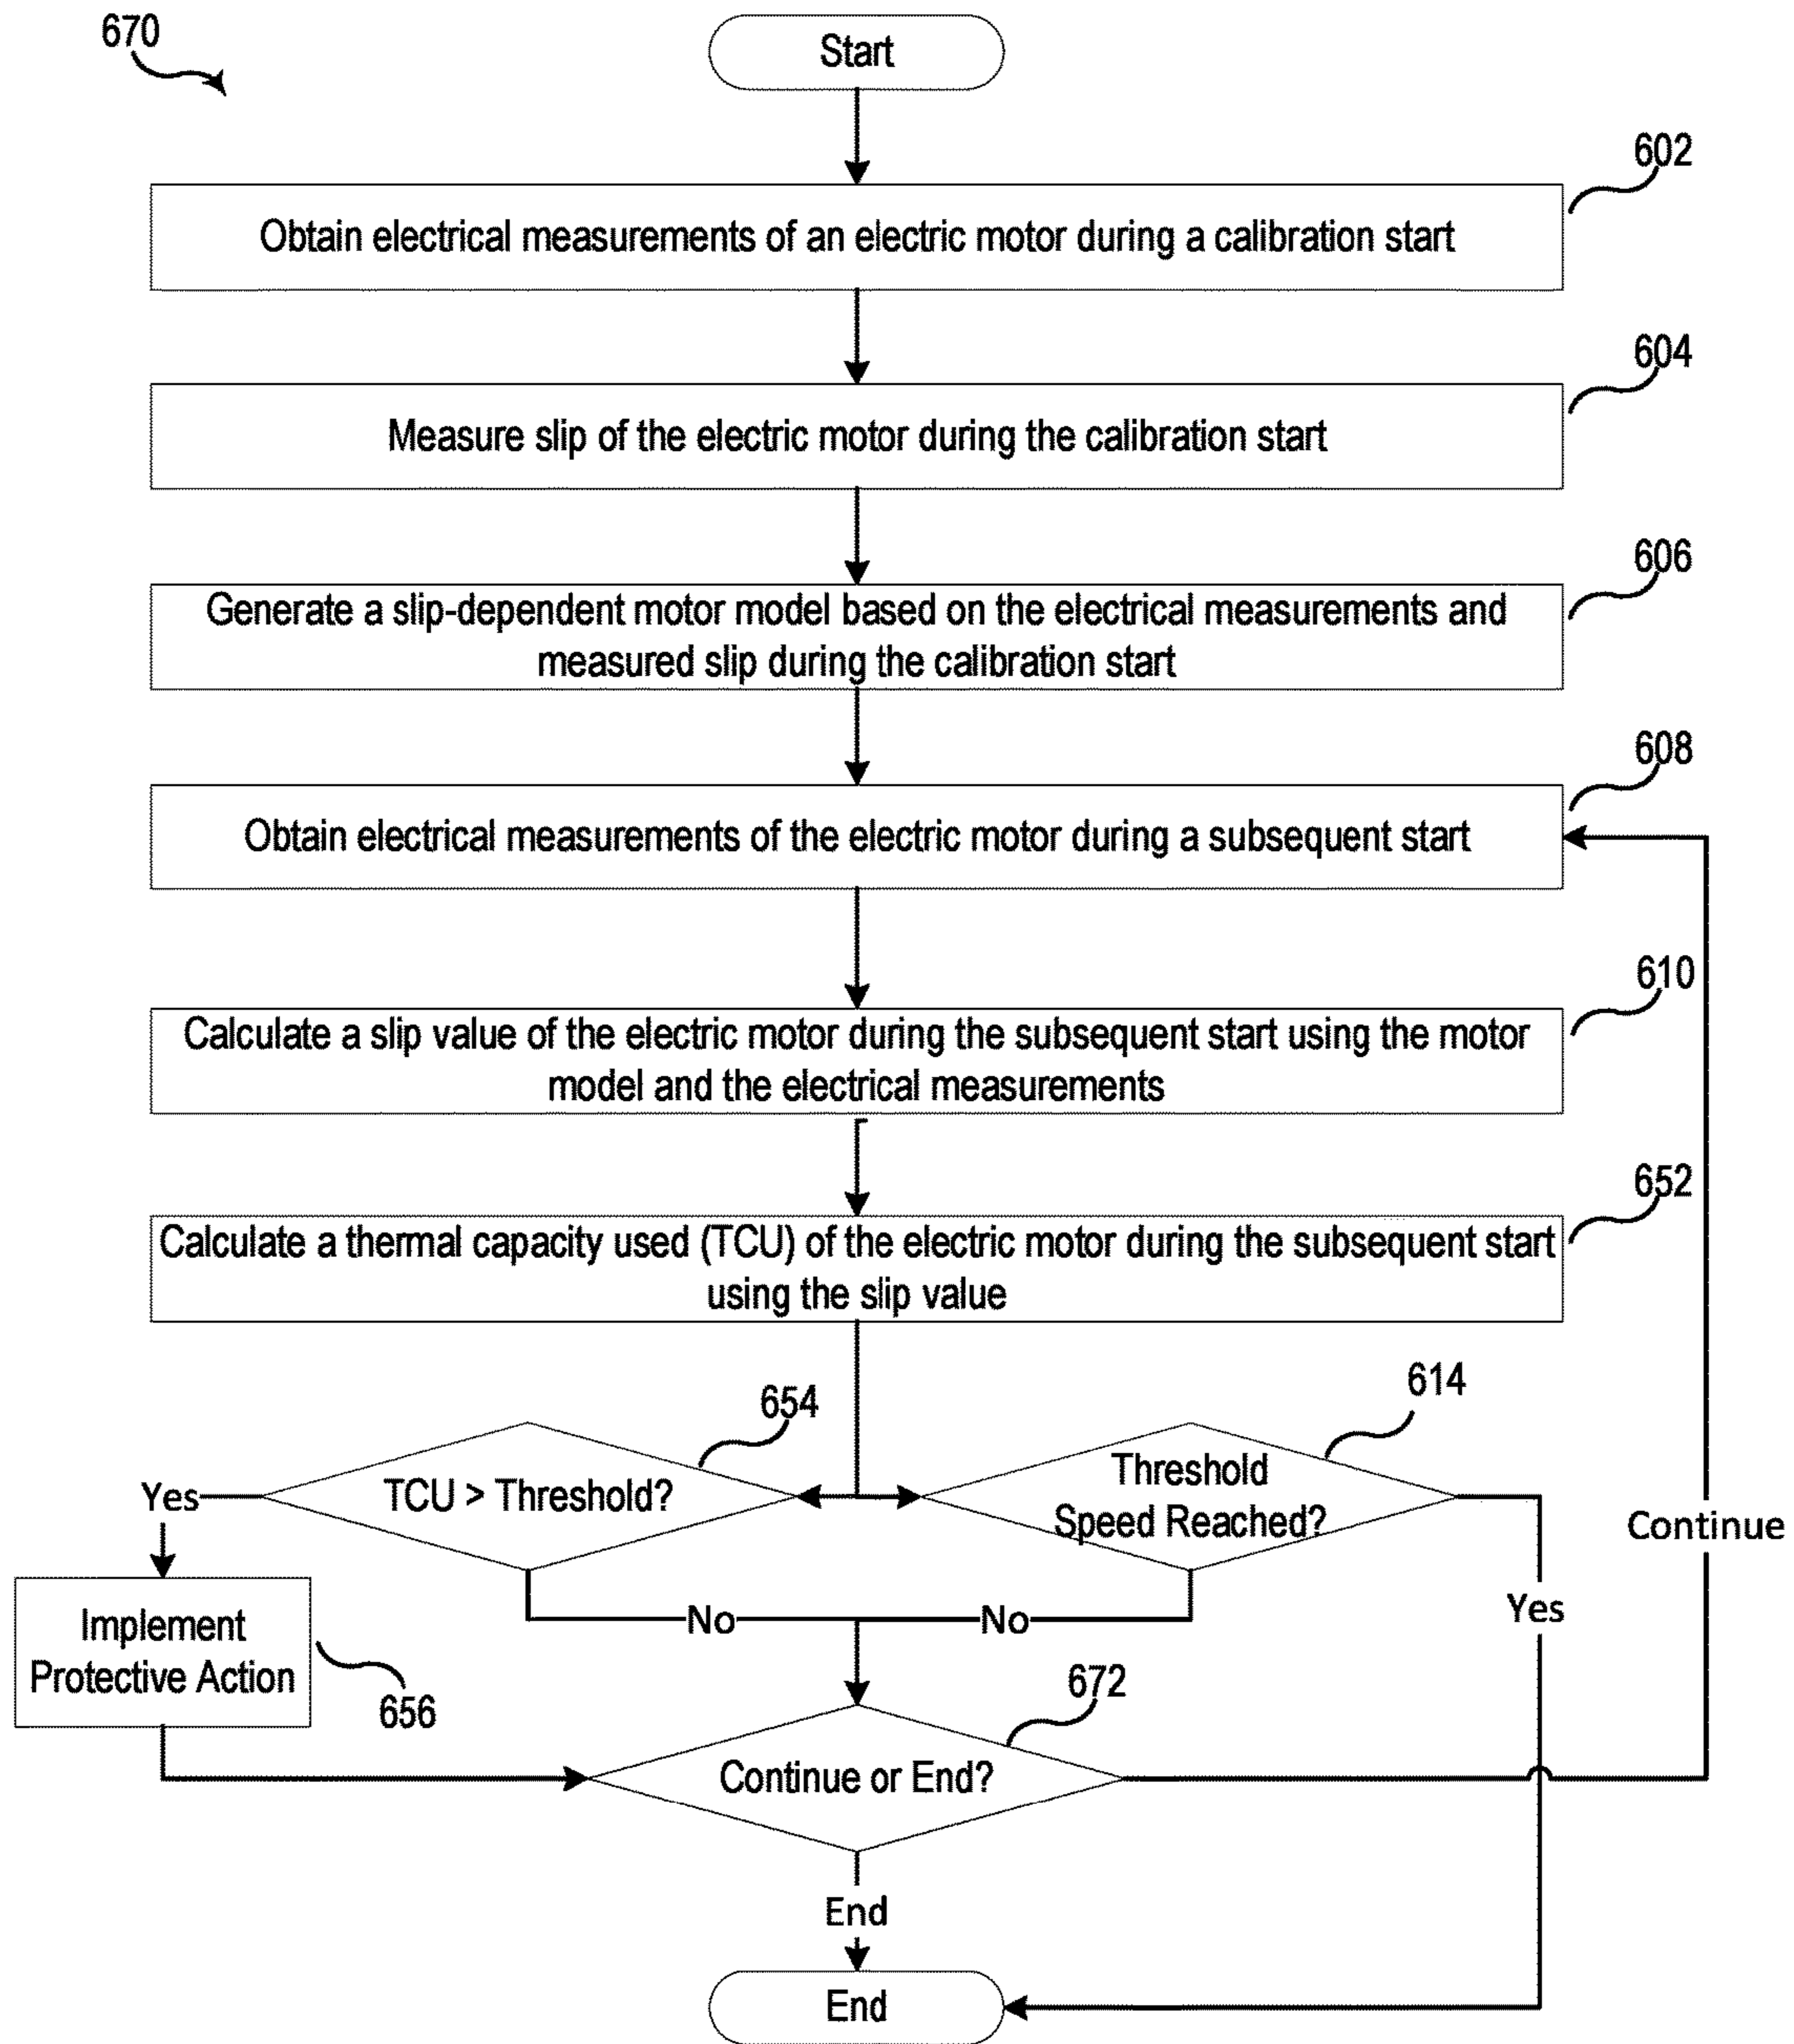 670
Start
602
Obtain electrical measurements of an electric motor during a calibration start
604
Measure slip of the electric motor during the calibration start
606
Generate a slip-dependent motor model based on the electrical measurements and
measured slip during the calibration start
608
Obtain electrical measurements of the electric motor during a subsequent start
610
Calculate a slip value of the electric motor during the subsequent start using the motor
model and the electrical measurements
652
Calculate a thermal capacity used (TCU) of the electric motor during the subsequent start
using the slip value
654
614
Yes
TCU > Threshold?
Threshold
Speed Reached?
Continue
Implement
Protective Action
656
No
No
Yes
672
Continue or End?
End
End